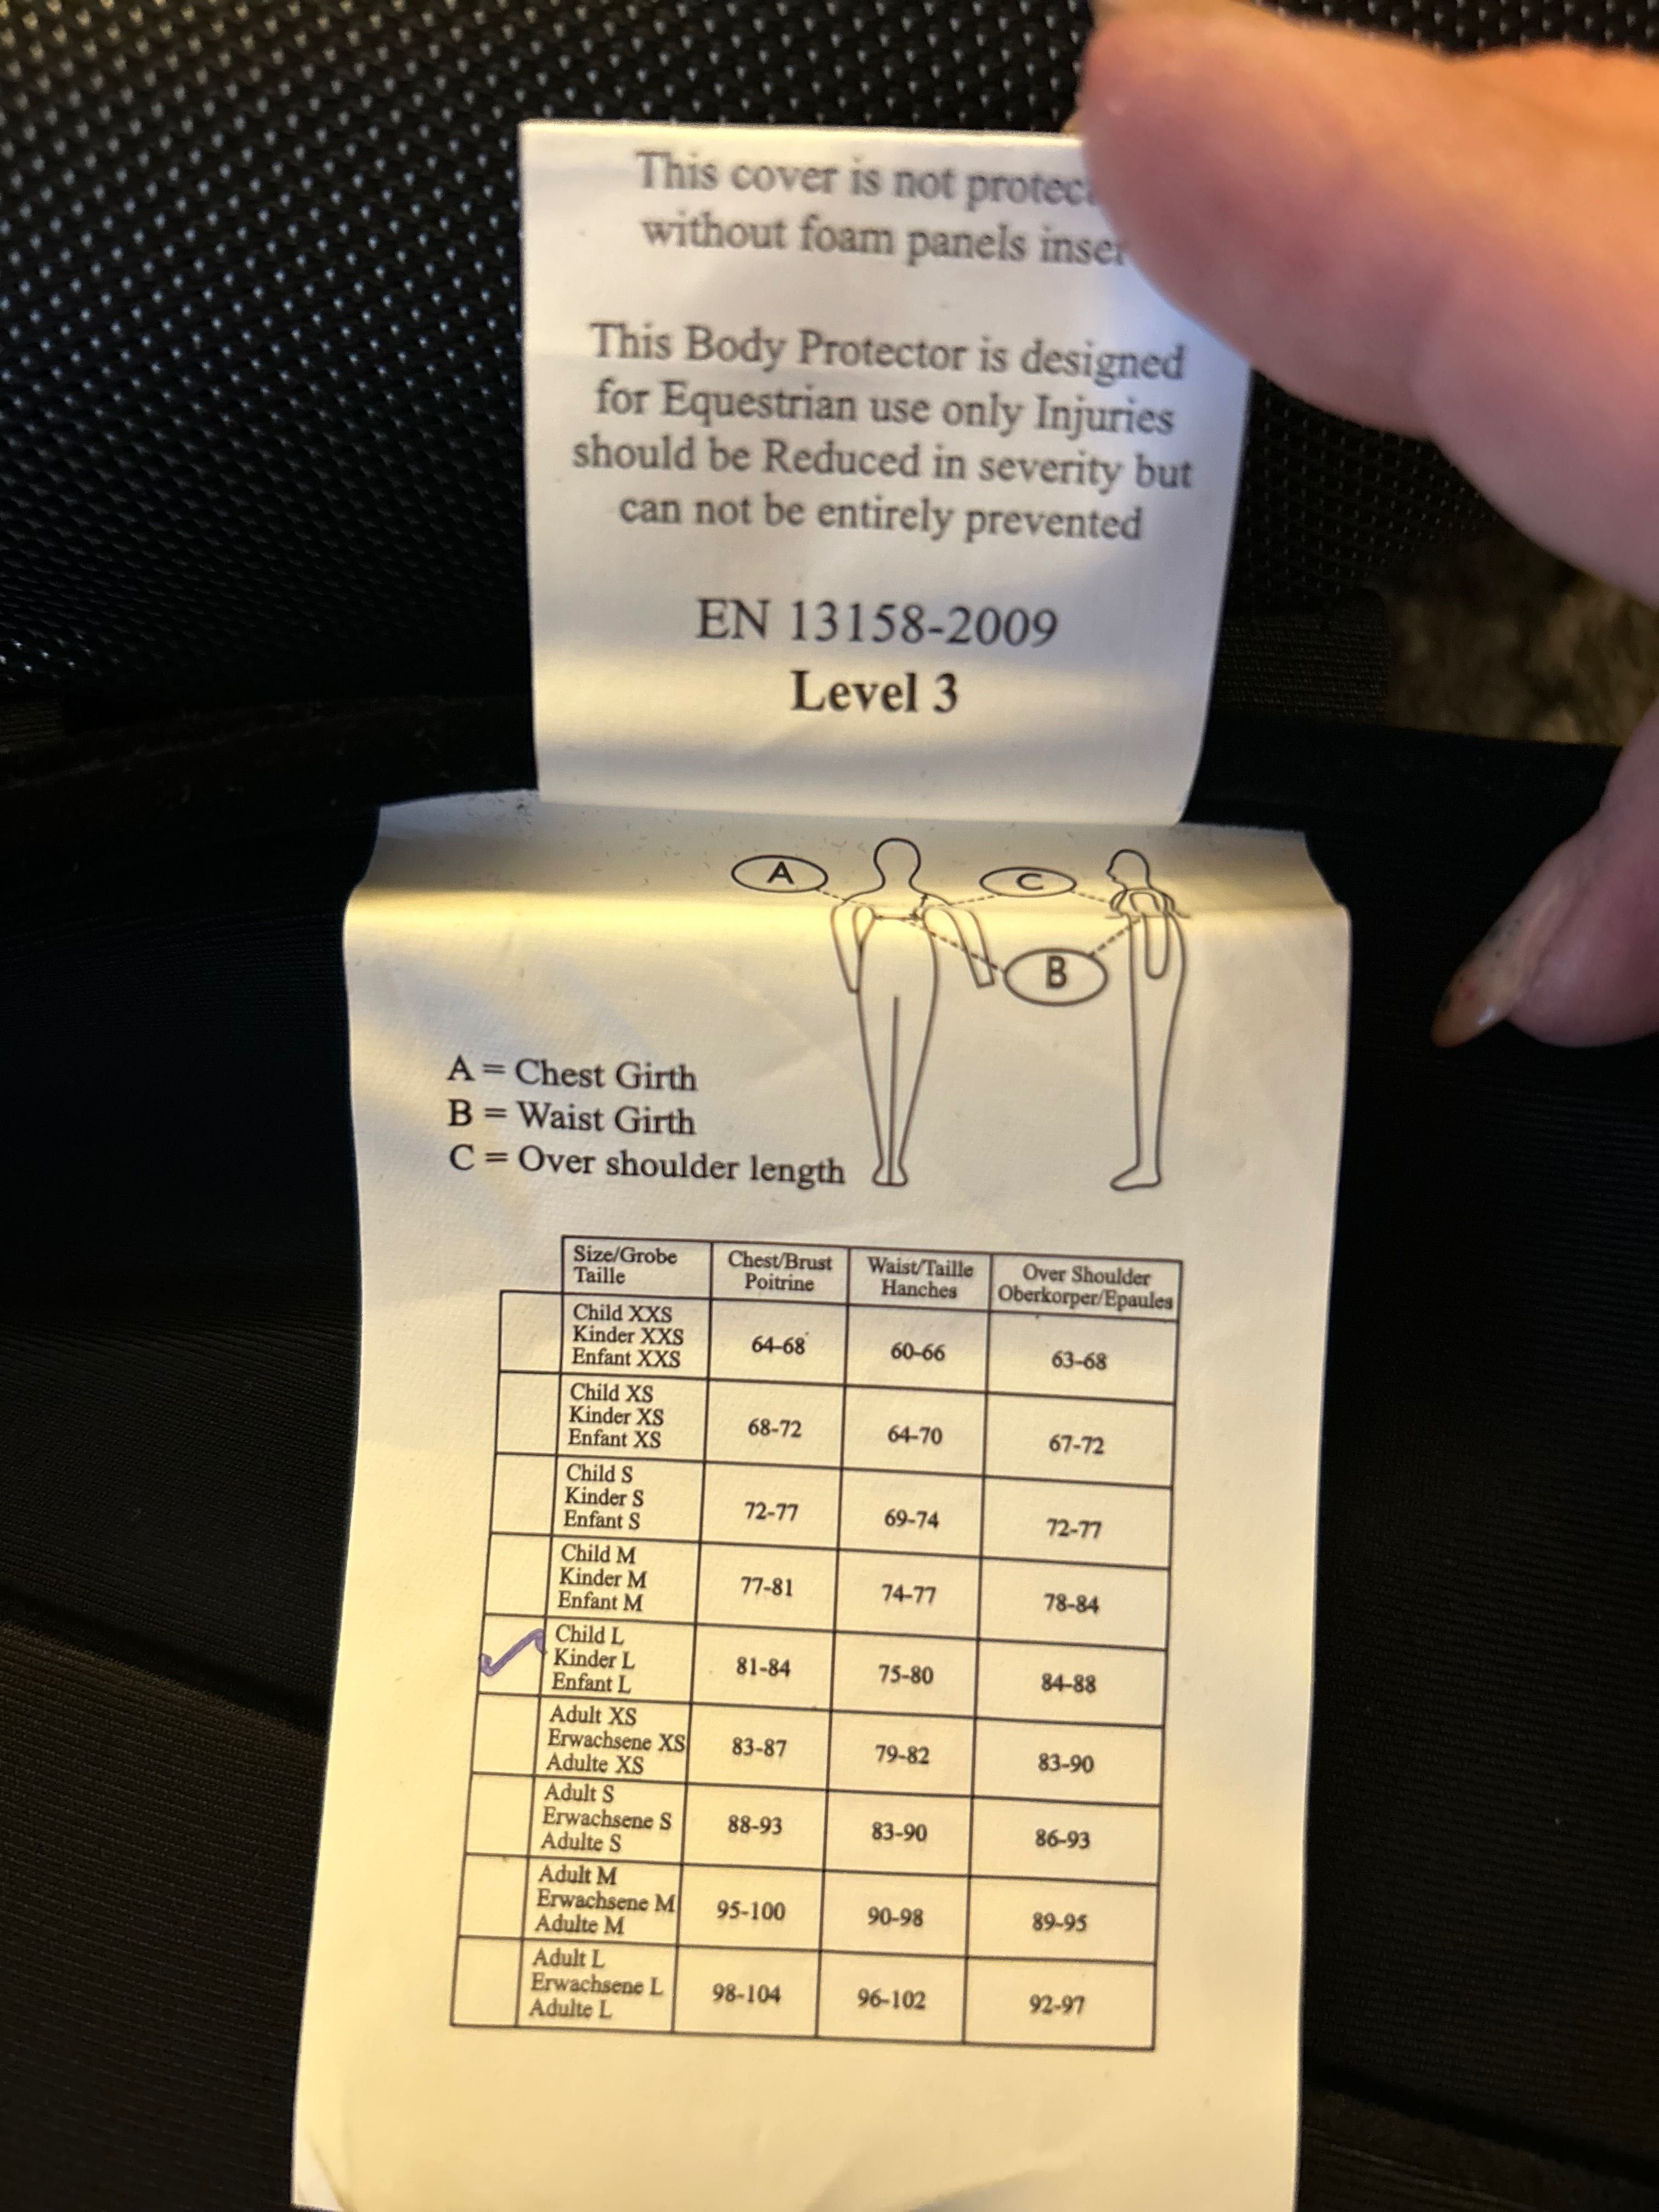 This cover is not
without foam panels
This Body Protector is designed
for Equestrian use only Injuries
should be Reduced in severity but
can not be entirely prevented
EN 13158-2009
Level 3
A
C
B
A = Chest Girth
B = Waist Girth
C = Over shoulder length
Size/Grobe
Taille
Chest/Brust
Poitrine
Waist/Taille
Hanches
Over Shoulder
Oberkorper/Epaules
Child XXS
Kinder XXS
Enfant XXS
64-68
60-66
63-68
Child XS
Kinder XS
Enfant XS
68-72
64-70
67-72
Child S
Kinder S
Enfant S
72-77
69-74
72-77
Child M
Kinder M
Enfant M
77-81
74-77
78-84
Child L
Kinder L
Enfant L
81-84
75-80
84-88
Adult XS
Erwachsene XS
Adulte XS
83-87
79-82
83-90
Adult S
Erwachsene S
Adulte S
88-93
83-90
86-93
Adult M
Erwachsene M
Adulte M
95-100
90-98
89-95
Adult L
Erwachsene L
Adulte L
98-104
96-102
92-97